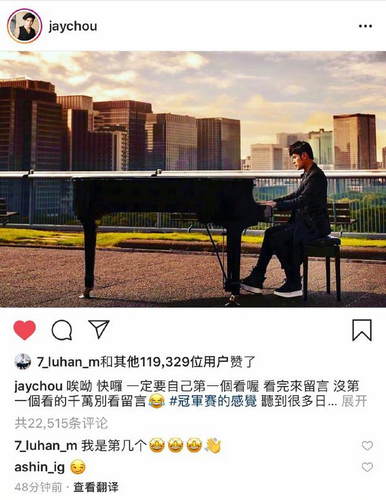 jaychou
7_luhan_m和其他119,329位用户赞了
jaychou 唉呦 快囉 一定要自己第一個看喔 看完來留言 沒第
一個看的千萬別看留言😂 #冠軍賽的感覺 聽到很多日... 展开
共22,515条评论
7_luhan_m 我是第几个🤩🤩🤩👏
ashin_ig 😏
48分钟前 · 查看翻译